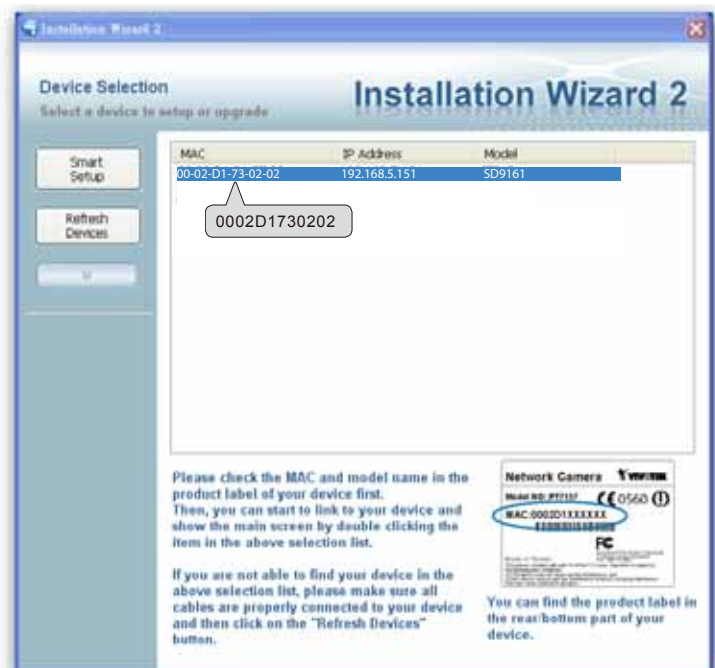 Installation Wizard 2
Device Selection
Select a device to setup or upgrade
Installation Wizard 2
Smart
Setup
Refresh
Devices
MAC IP Address Model
00-02-D1-73-02-02 192.168.5.151 SD9161
0002D1730202
Please check the MAC and model name in the
product label of your device first.
Then, you can start to link to your device and
show the main screen by double clicking the
item in the above selection list.
If you are not able to find your device in the
above selection list, please make sure all
cables are properly connected to your device
and then click on the "Refresh Devices"
button.
Network Camera VIVOTEK
Model NO: PT7137 CE 0560
MAC:0002D1XXXXXX
FC
You can find the product label in
the rear/bottom part of your
device.